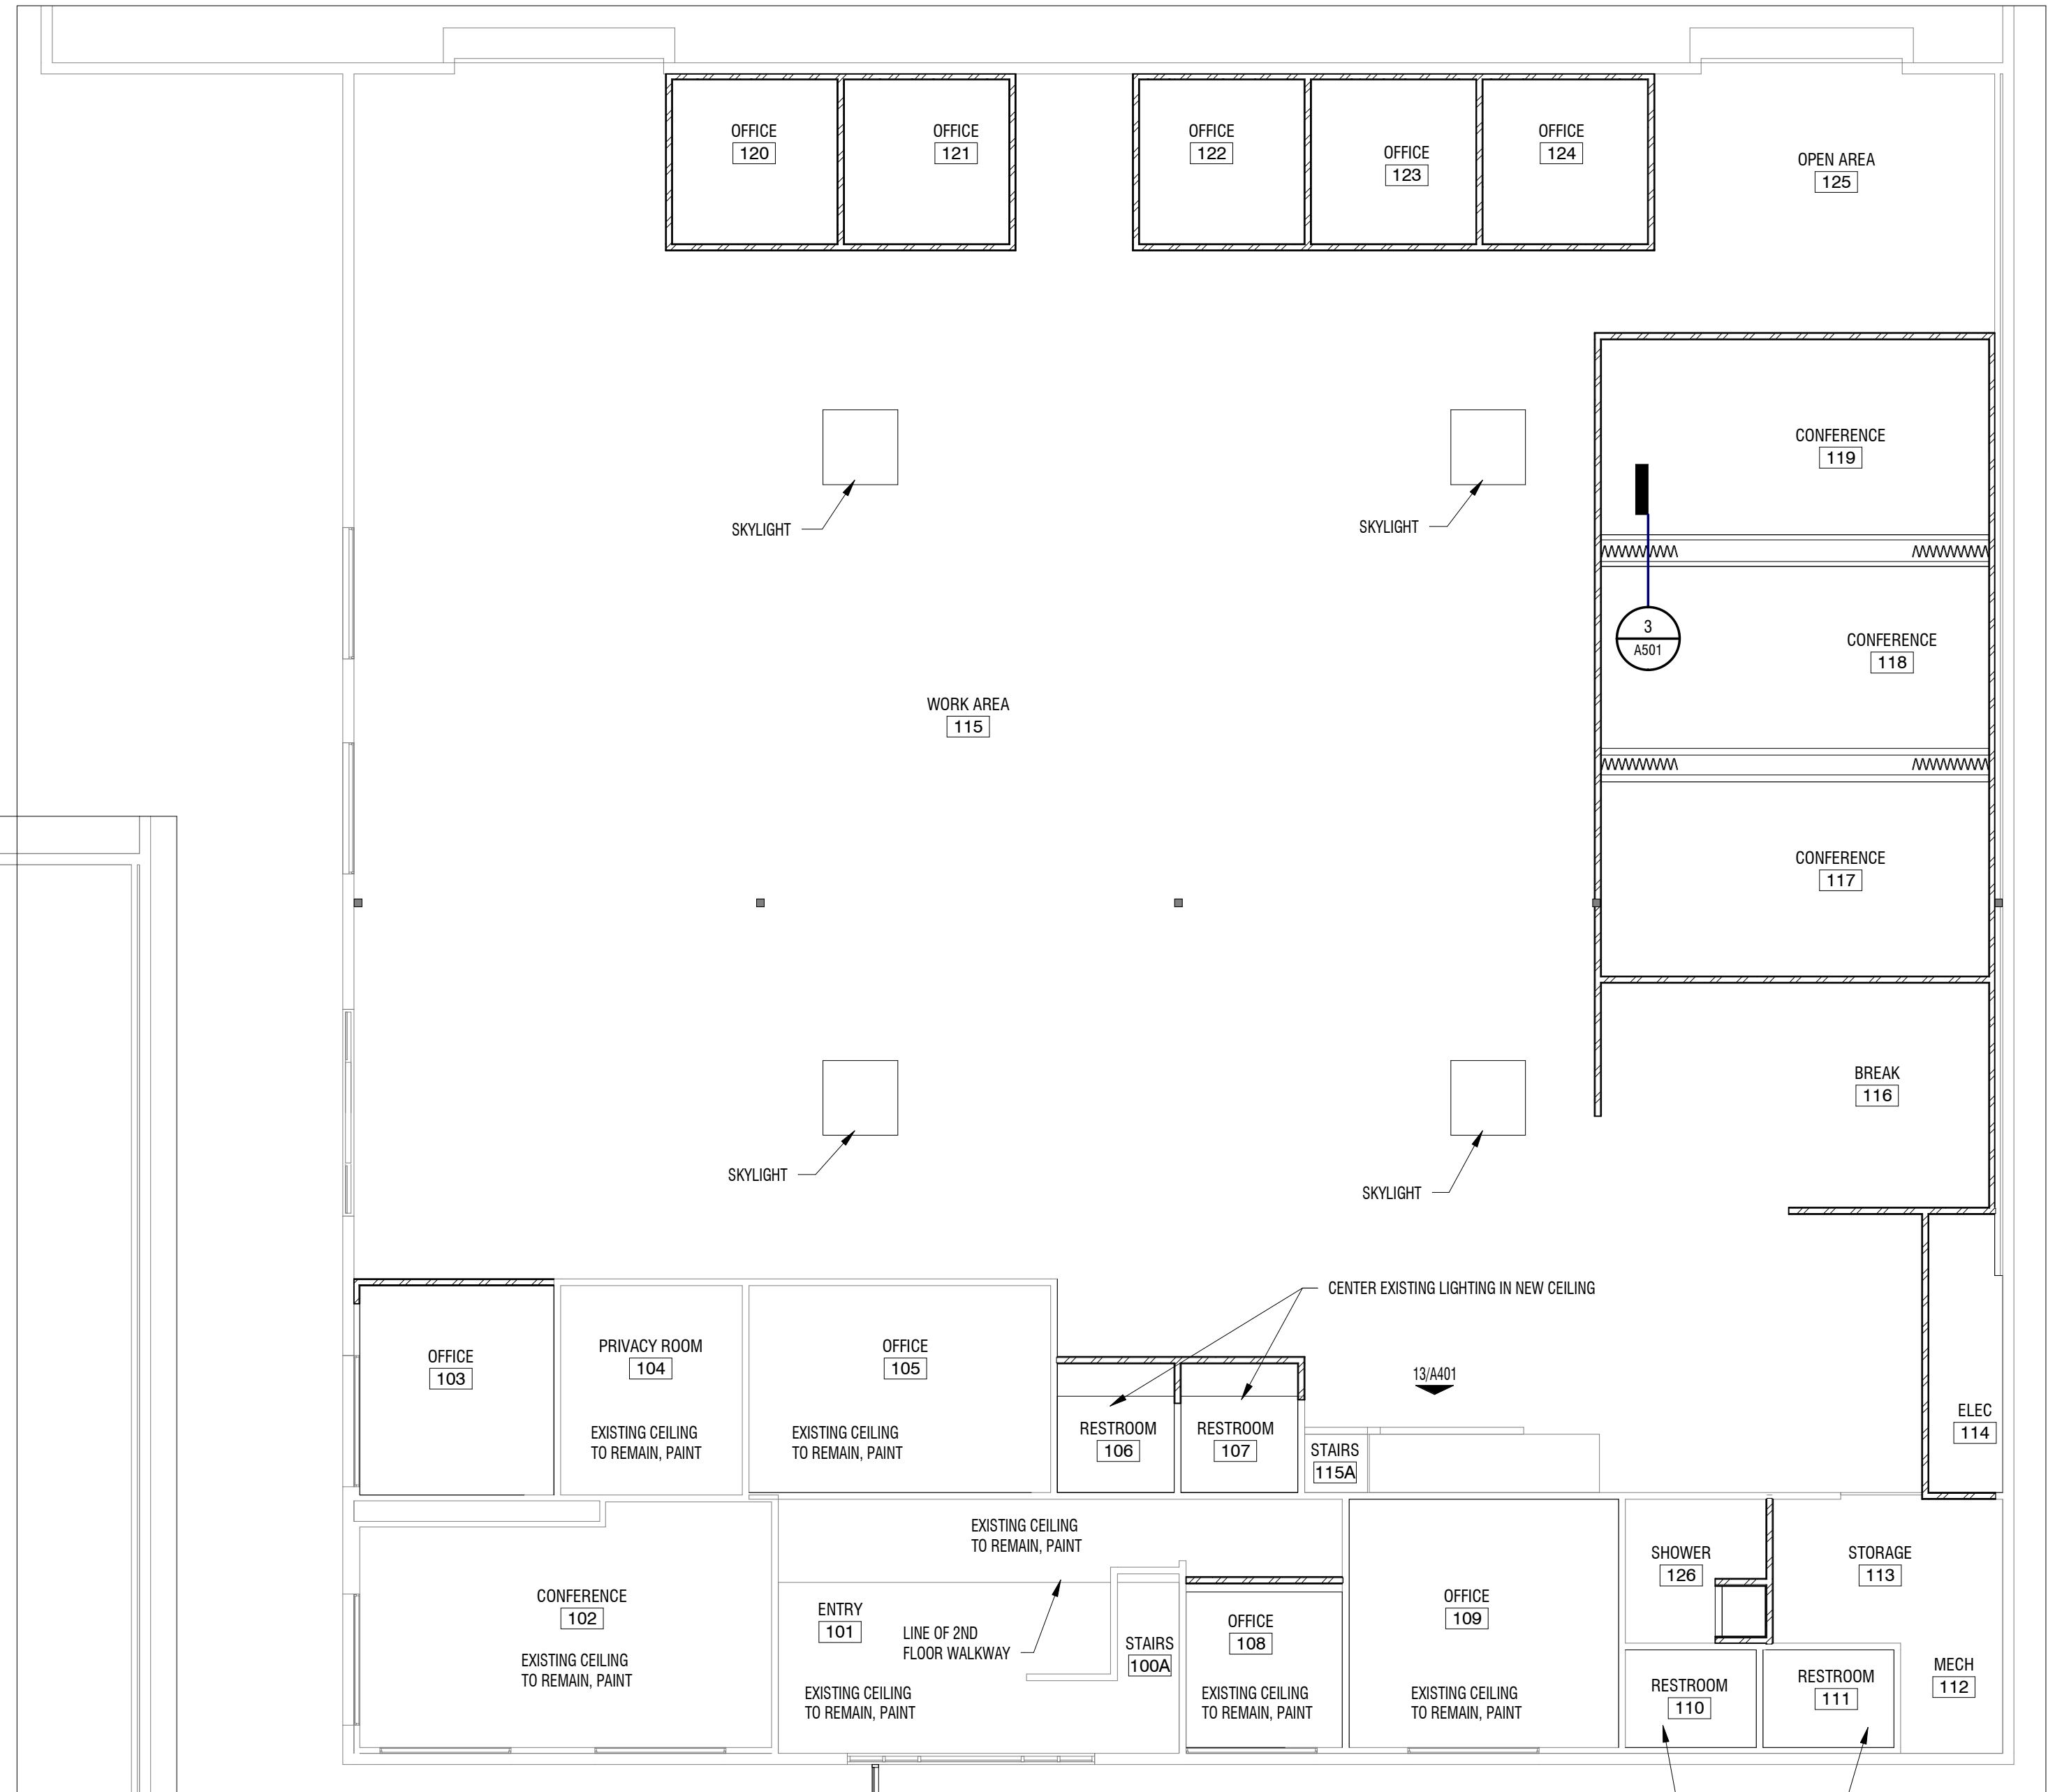 OFFICE
120
OFFICE
121
OFFICE
122
OFFICE
123
OFFICE
124
OPEN AREA
125
CONFERENCE
119
SKYLIGHT
SKYLIGHT
3
A501
CONFERENCE
118
WORK AREA
115
CONFERENCE
117
BREAK
116
SKYLIGHT
SKYLIGHT
CENTER EXISTING LIGHTING IN NEW CEILING
OFFICE
103
PRIVACY ROOM
104
EXISTING CEILING
TO REMAIN, PAINT
OFFICE
105
EXISTING CEILING
TO REMAIN, PAINT
RESTROOM
106
RESTROOM
107
13/A401
STAIRS
115A
ELEC
114
EXISTING CEILING
TO REMAIN, PAINT
CONFERENCE
102
EXISTING CEILING
TO REMAIN, PAINT
ENTRY
101
LINE OF 2ND
FLOOR WALKWAY
EXISTING CEILING
TO REMAIN, PAINT
STAIRS
100A
OFFICE
108
EXISTING CEILING
TO REMAIN, PAINT
OFFICE
109
EXISTING CEILING
TO REMAIN, PAINT
SHOWER
126
STORAGE
113
RESTROOM
110
RESTROOM
111
MECH
112